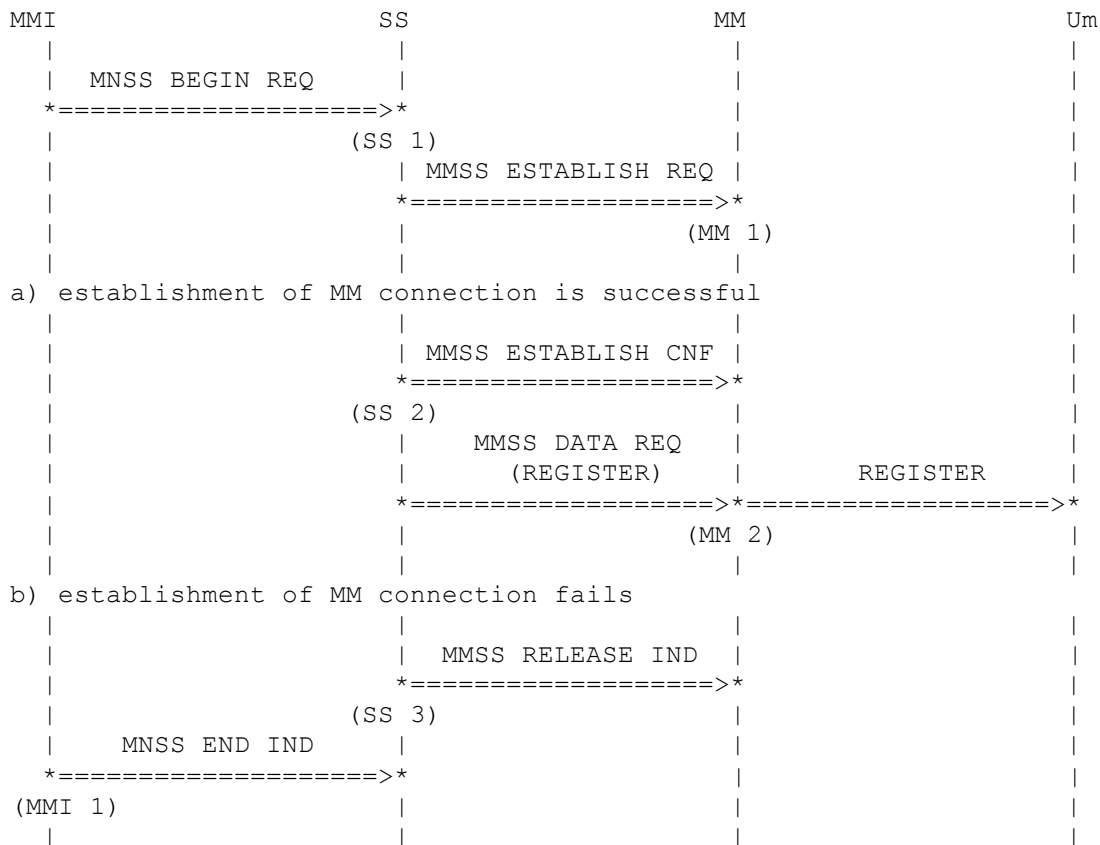 MMI SS MM Um
MNSS BEGIN REQ
(SS 1)
MMSS ESTABLISH REQ
(MM 1)
a) establishment of MM connection is successful
MMSS ESTABLISH CNF
(SS 2)
MMSS DATA REQ
(REGISTER) REGISTER
(MM 2)
b) establishment of MM connection fails
MMSS RELEASE IND
(SS 3)
MNSS END IND
(MMI 1)